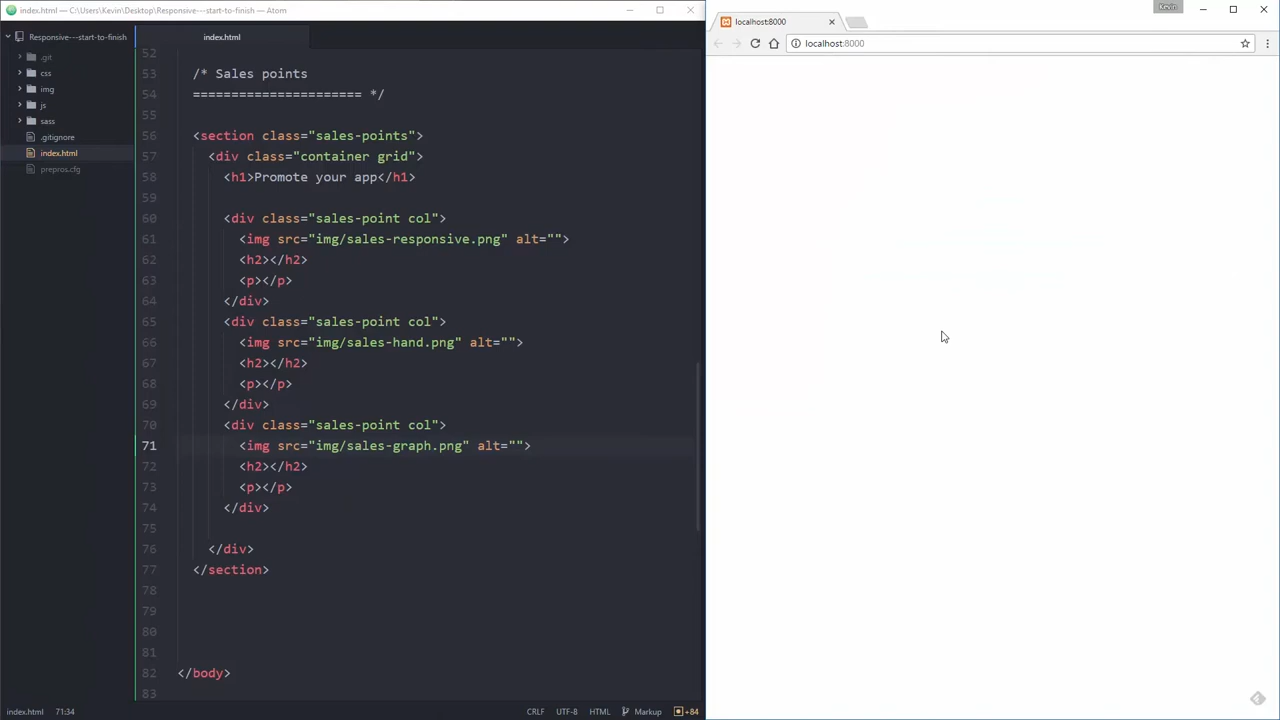 index.html — C:\Users\Kevin\Desktop\Responsive---start-to-finish — Atom
Kevin
localhost:8000
localhost:8000
Responsive---start-to-finish
.git
css
img
js
sass
.gitignore
index.html
prepros.cfg
index.html
52
53 /* Sales points
54 ====================== */
55
56 <section class="sales-points">
57 <div class="container grid">
58 <h1>Promote your app</h1>
59
60 <div class="sales-point col">
61 <img src="img/sales-responsive.png" alt="">
62 <h2></h2>
63 <p></p>
64 </div>
65 <div class="sales-point col">
66 <img src="img/sales-hand.png" alt="">
67 <h2></h2>
68 <p></p>
69 </div>
70 <div class="sales-point col">
71 <img src="img/sales-graph.png" alt="">
72 <h2></h2>
73 <p></p>
74 </div>
75
76 </div>
77 </section>
78
79
80
81
82 </body>
83
index.html 71:34 CRLF UTF-8 HTML Markup +84